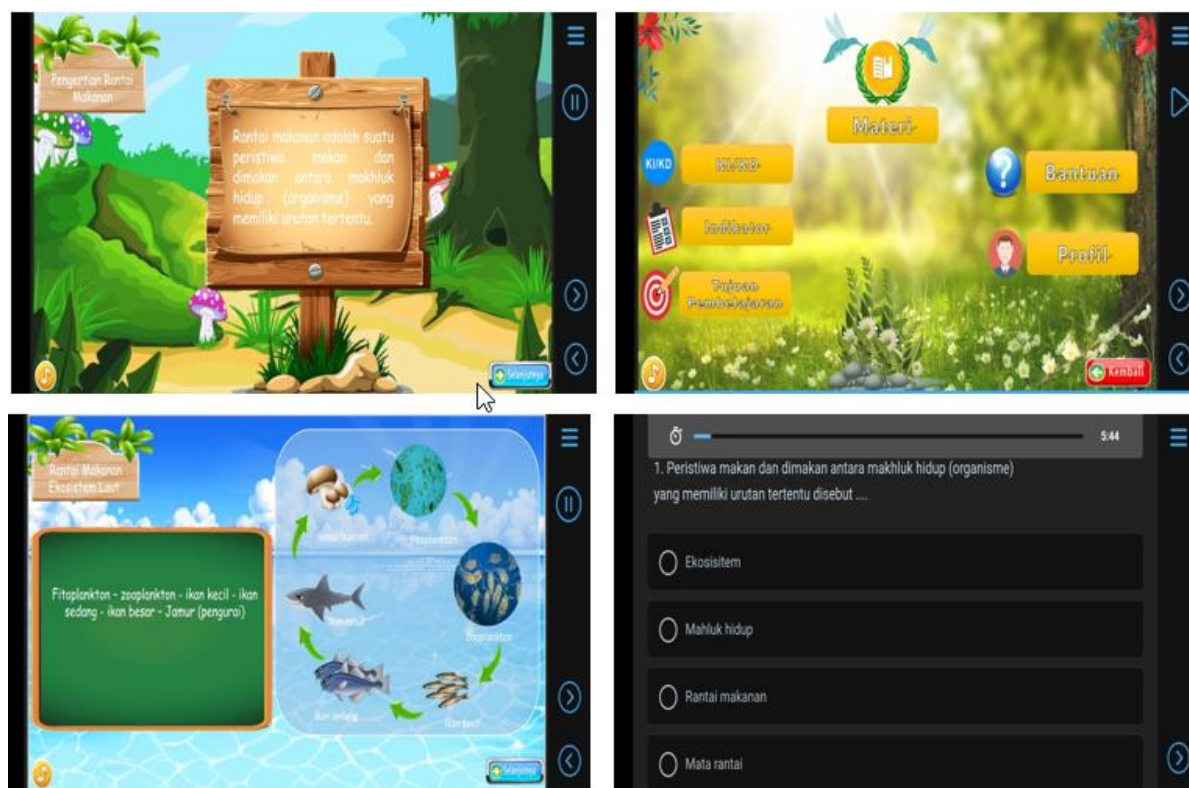 Pengertian Rantai
Makanan
Rantai makanan adalah suatu
peristiwa makan dan
dimakan antara makhluk
hidup (organisme) yang
memiliki urutan tertentu.
Selanjutnya
Materi
KI/KD
KI/KD
Indikator
Tujuan
Pembelajaran
Bantuan
Profil
Kembali
Rantai Makanan
Ekosistem Laut
Fitoplankton - zooplankton - ikan kecil - ikan
sedang - ikan besar - Jamur (pengurai)
Fitoplankton
Zooplankton
Ikan kecil
Ikan sedang
Ikan besar
Selanjutnya
5:44
1. Peristiwa makan dan dimakan antara makhluk hidup (organisme)
yang memiliki urutan tertentu disebut ....
Ekosisitem
Mahluk hidup
Rantai makanan
Mata rantai